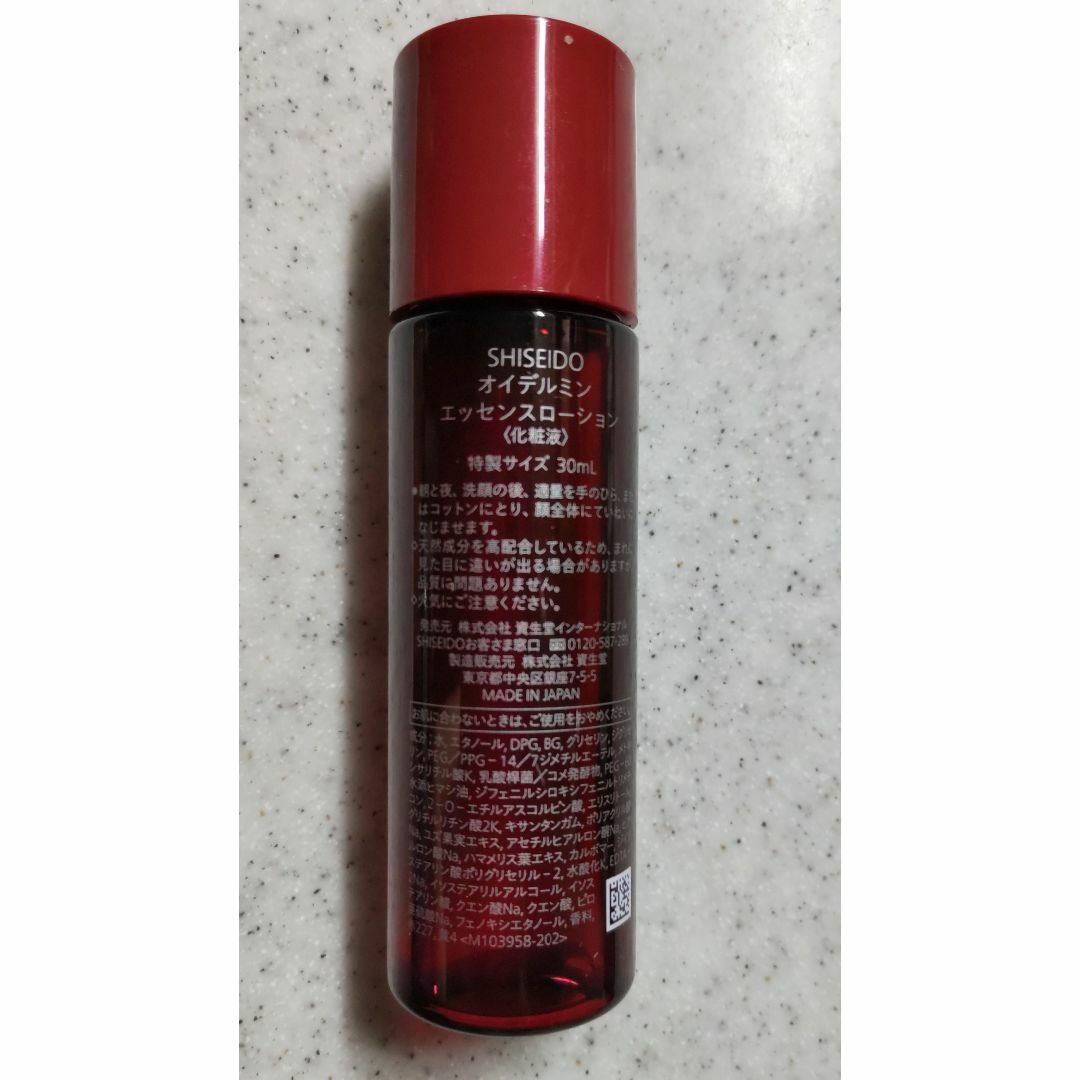 SHISEIDO
オイデルミン
エッセンスローション
〈化粧液〉
特製サイズ 30mL
●朝と夜、洗顔の後、適量を手のひら、また
はコットンにとり、顔全体にていねいに
なじませます。
◇天然成分を高配合しているため、まれに
見た目に違いが出る場合がありますが、
品質に問題ありません。
◇火気にご注意ください。
発売元 株式会社 資生堂インターナショナル
SHISEIDOお客さま窓口 0120-587-289
製造販売元 株式会社 資生堂
東京都中央区銀座7-5-5
MADE IN JAPAN
お肌に合わないときは、ご使用をおやめください。
成分:水, エタノール, DPG, BG, グリセリン, ジグリセ
リン, PEG/PPG-14/7ジメチルエーテル, メトキ
シサリチル酸K, 乳酸桿菌/コメ発酵物, PEG-60
水添ヒマシ油, ジフェニルシロキシフェニルトリメチ
コン, 2-O-エチルアスコルビン酸, エリスリトール,
グリチルリチン酸2K, キサンタンガム, ポリアクリル酸
Na, ユズ果実エキス, アセチルヒアルロン酸Na, ヒ
ルロン酸Na, ハマメリス葉エキス, カルボマー,
ステアリン酸ポリグリセリル-2, 水酸化K, EDTA-
2Na, イソステアリルアルコール, イソス
テアリン酸, クエン酸Na, クエン酸, ピロ
亜硫酸Na, フェノキシエタノール, 香料,
227, 黄4 <M103958-202>